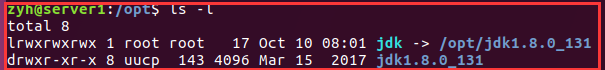 zyh@server1:/opt$ ls -l
total 8
lrwxrwxrwx 1 root root   17 Oct 10 08:01 jdk -> /opt/jdk1.8.0_131
drwxr-xr-x 8 uucp  143 4096 Mar 15  2017 jdk1.8.0_131